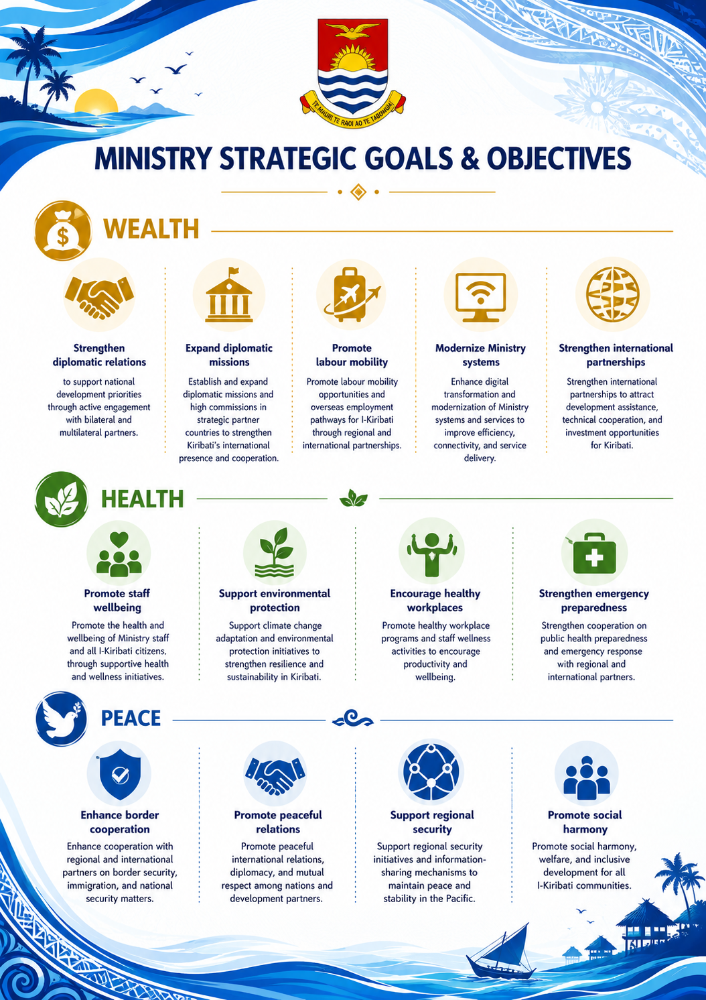 TE MAURI TE RAOI AO TE TABOMOA
MINISTRY STRATEGIC GOALS & OBJECTIVES
$
WEALTH
Strengthen
diplomatic relations
to support national
development priorities
through active engagement
with bilateral and
multilateral partners.
Expand diplomatic
missions
Establish and expand
diplomatic missions and
high commissions in
strategic partner
countries to strengthen
Kiribati's international
presence and cooperation.
Promote
labour mobility
Promote labour mobility
opportunities and
overseas employment
pathways for I-Kiribati
through regional and
international partnerships.
Modernize Ministry
systems
Enhance digital
transformation and
modernization of Ministry
systems and services to
improve efficiency,
connectivity, and service
delivery.
Strengthen international
partnerships
Strengthen international
partnerships to attract
development assistance,
technical cooperation, and
investment opportunities
for Kiribati.
HEALTH
Promote staff
wellbeing
Promote the health and
wellbeing of Ministry staff
and all I-Kiribati citizens,
through supportive health
and wellness initiatives.
Support environmental
protection
Support climate change
adaptation and environmental
protection initiatives to
strengthen resilience and
sustainability in Kiribati.
Encourage healthy
workplaces
Promote healthy workplace
programs and staff wellness
activities to encourage
productivity and
wellbeing.
Strengthen emergency
preparedness
Strengthen cooperation on
public health preparedness
and emergency response
with regional and
international partners.
PEACE
Enhance border
cooperation
Enhance cooperation with
regional and international
partners on border security,
immigration, and national
security matters.
Promote peaceful
relations
Promote peaceful
international relations,
diplomacy, and mutual
respect among nations and
development partners.
Support regional
security
Support regional security
initiatives and information-
sharing mechanisms to
maintain peace and
stability in the Pacific.
Promote social
harmony
Promote social harmony,
welfare, and inclusive
development for all
I-Kiribati communities.